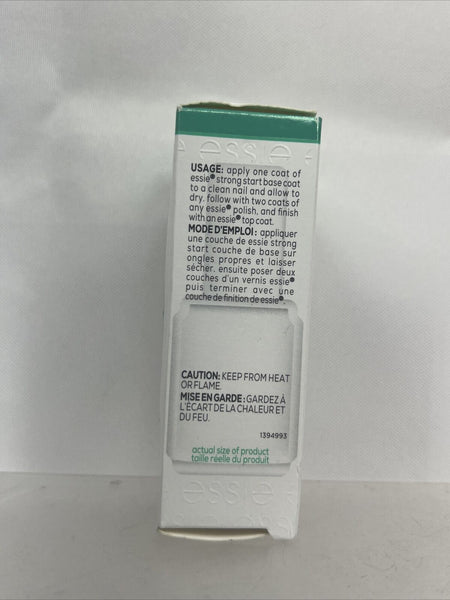 essie
USAGE: apply one coat of
essie® strong start base coat
to a clean nail and allow to
dry. follow with two coats of
any essie® polish, and finish
with an essie® top coat.
MODE D'EMPLOI : appliquer
une couche de essie strong
start couche de base sur
ongles propres et laisser
sécher. ensuite poser deux
couches d'un vernis essie®
puis terminer avec une
couche de finition de essie®.
CAUTION: KEEP FROM HEAT
OR FLAME.
MISE EN GARDE : GARDEZ À
L'ÉCART DE LA CHALEUR ET
DU FEU.
1394993
actual size of product
taille réelle du produit
essie